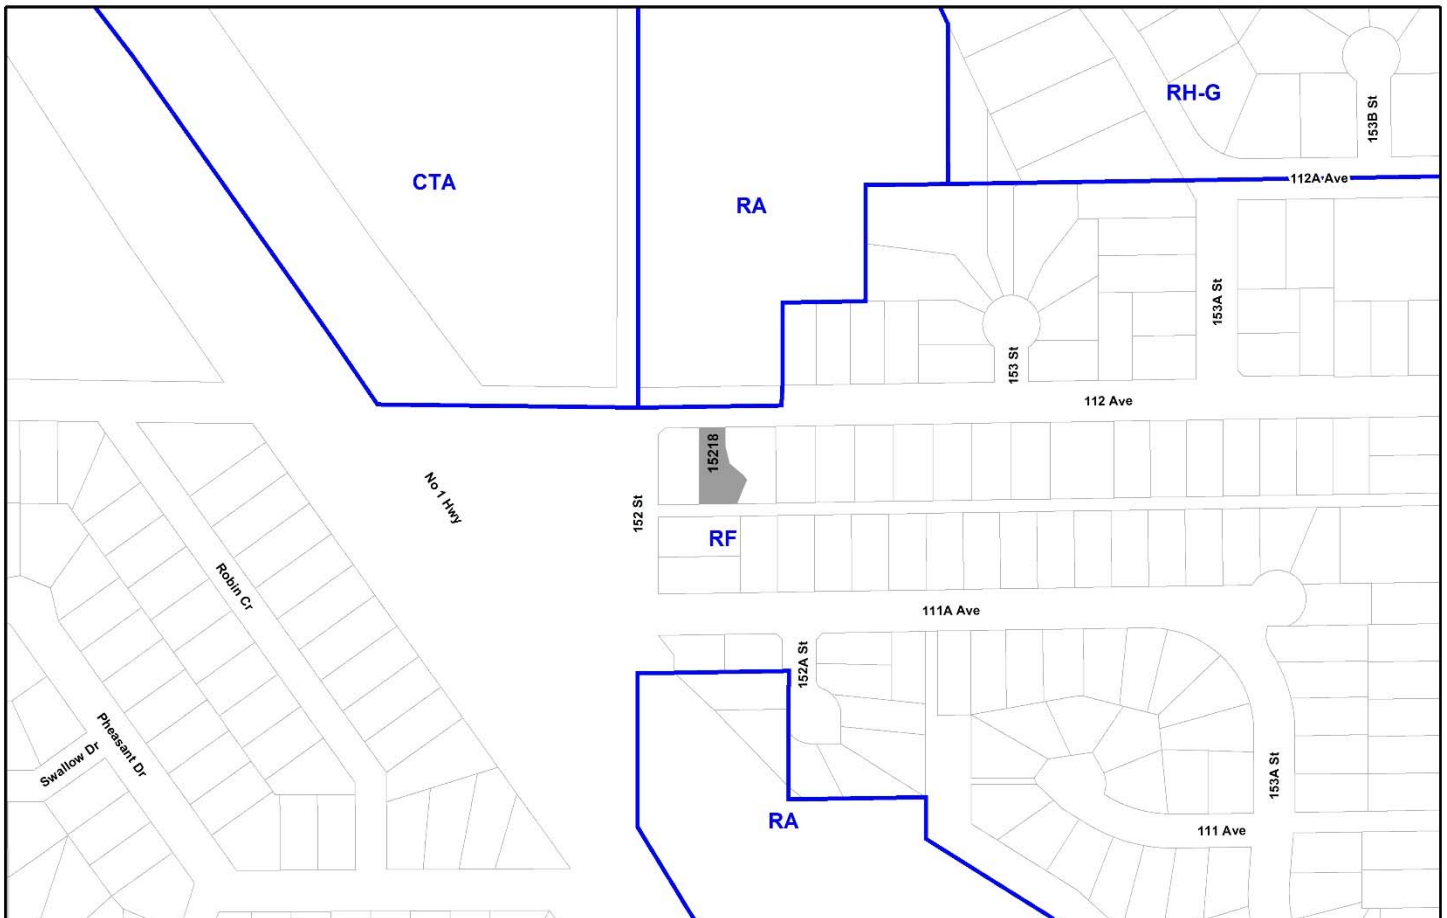 RH-G
153B St
CTA
112A Ave
RA
153A St
153 St
112 Ave
15218
No 1 Hwy
152 St
RF
Robin Cr
111A Ave
152A St
Pheasant Dr
Swallow Dr
153A St
RA
111 Ave